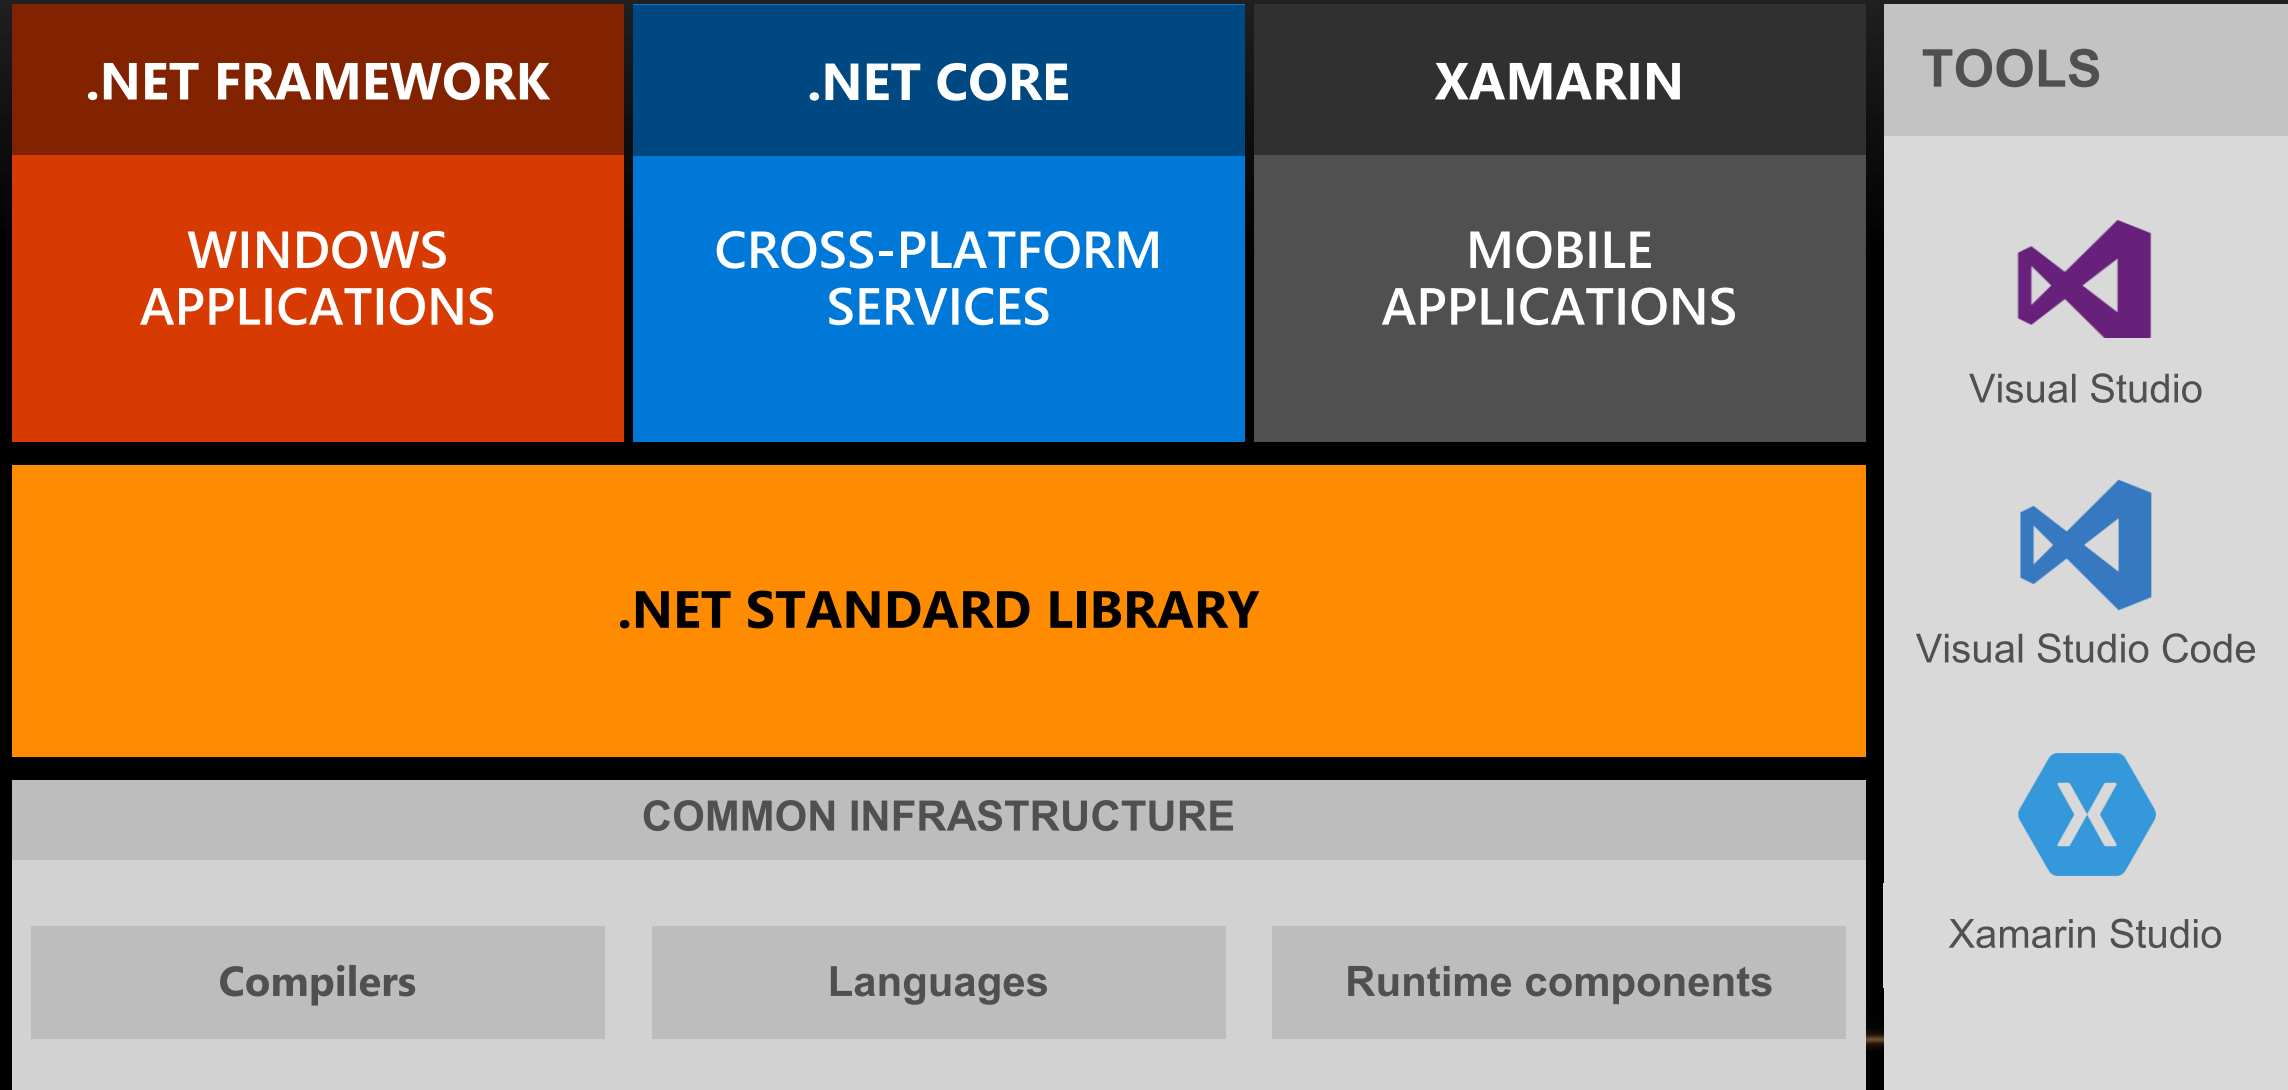 .NET FRAMEWORK
WINDOWS
APPLICATIONS
.NET CORE
CROSS-PLATFORM
SERVICES
XAMARIN
MOBILE
APPLICATIONS
.NET STANDARD LIBRARY
COMMON INFRASTRUCTURE
Compilers
Languages
Runtime components
TOOLS
Visual Studio
Visual Studio Code
Xamarin Studio